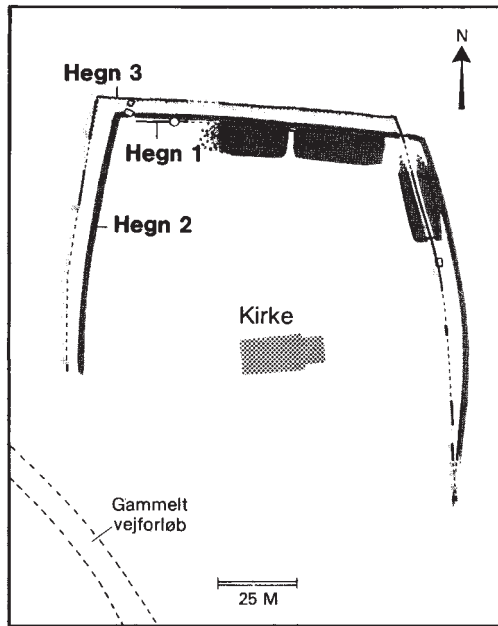 N
Hegn 3
Hegn 1
Hegn 2
Kirke
Gammelt
vejforløb
25 M